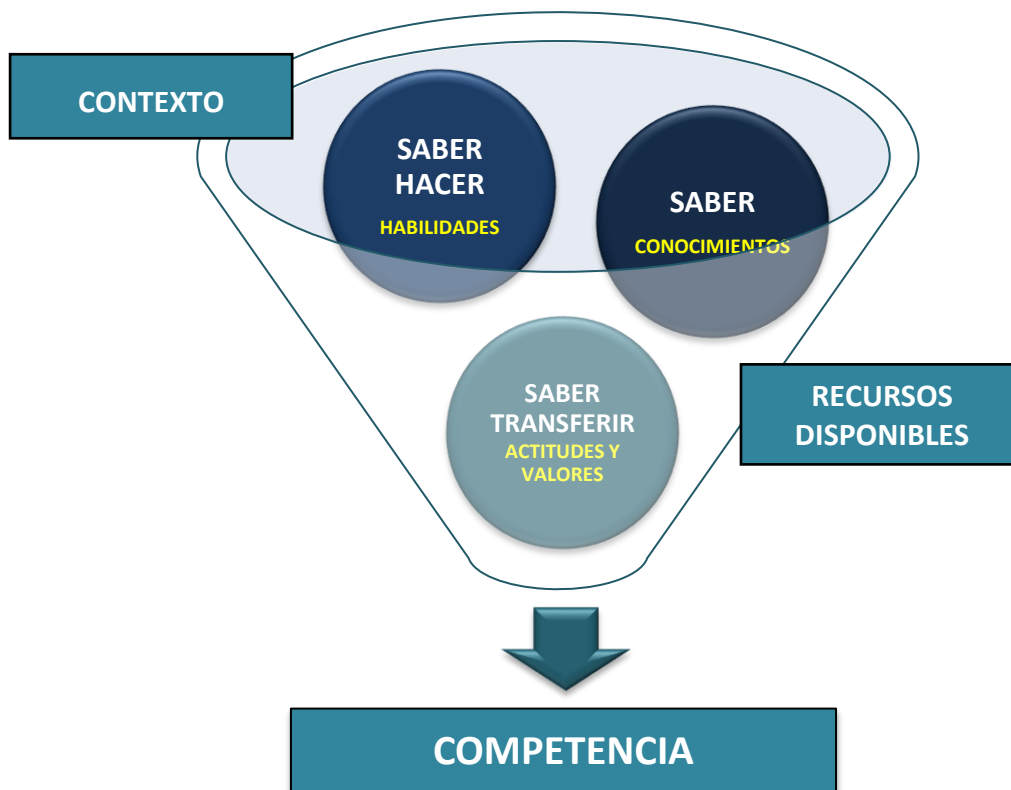 CONTEXTO
SABER
HACER
HABILIDADES
SABER
CONOCIMIENTOS
SABER
TRANSFERIR
ACTITUDES Y
VALORES
RECURSOS
DISPONIBLES
COMPETENCIA